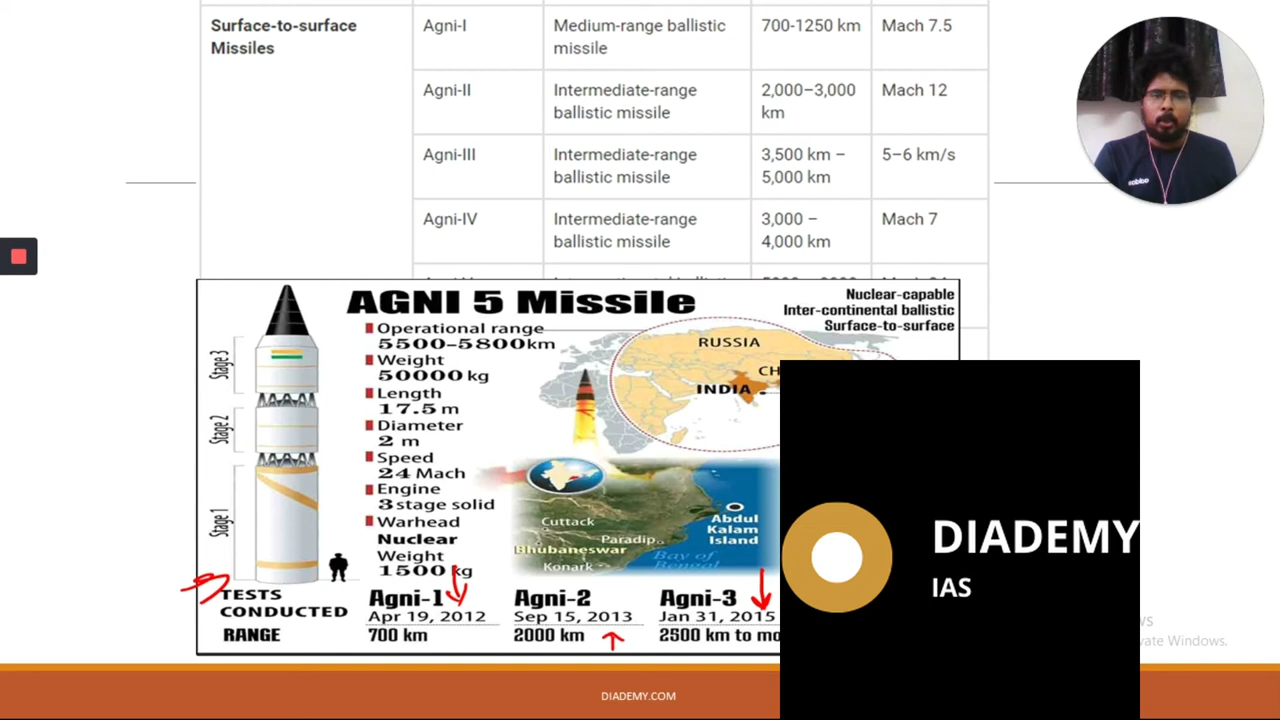 Surface-to-surface
Missiles
Agni-I
Medium-range ballistic
missile
700-1250 km
Mach 7.5
Agni-II
Intermediate-range
ballistic missile
2,000–3,000
km
Mach 12
Agni-III
Intermediate-range
ballistic missile
3,500 km –
5,000 km
5–6 km/s
Agni-IV
Intermediate-range
ballistic missile
3,000 –
4,000 km
Mach 7
AGNI 5 Missile
Nuclear-capable
Inter-continental ballistic
Surface-to-surface
Stage 3
Stage 2
Stage 1
Operational range
5500-5800km
Weight
50000 kg
Length
17.5 m
Diameter
2 m
Speed
24 Mach
Engine
3 stage solid
Warhead
Nuclear
Weight
1500 kg
RUSSIA
CH
INDIA
Cuttack
Paradip
Bhubaneswar
Konark
Abdul
Kalam
Island
Bay of
Bengal
TESTS
CONDUCTED
RANGE
Agni-1
Apr 19, 2012
700 km
Agni-2
Sep 15, 2013
2000 km
Agni-3
Jan 31, 2015
2500 km to mo
DIADEMY
IAS
ws
vate Windows.
DIADEMY.COM